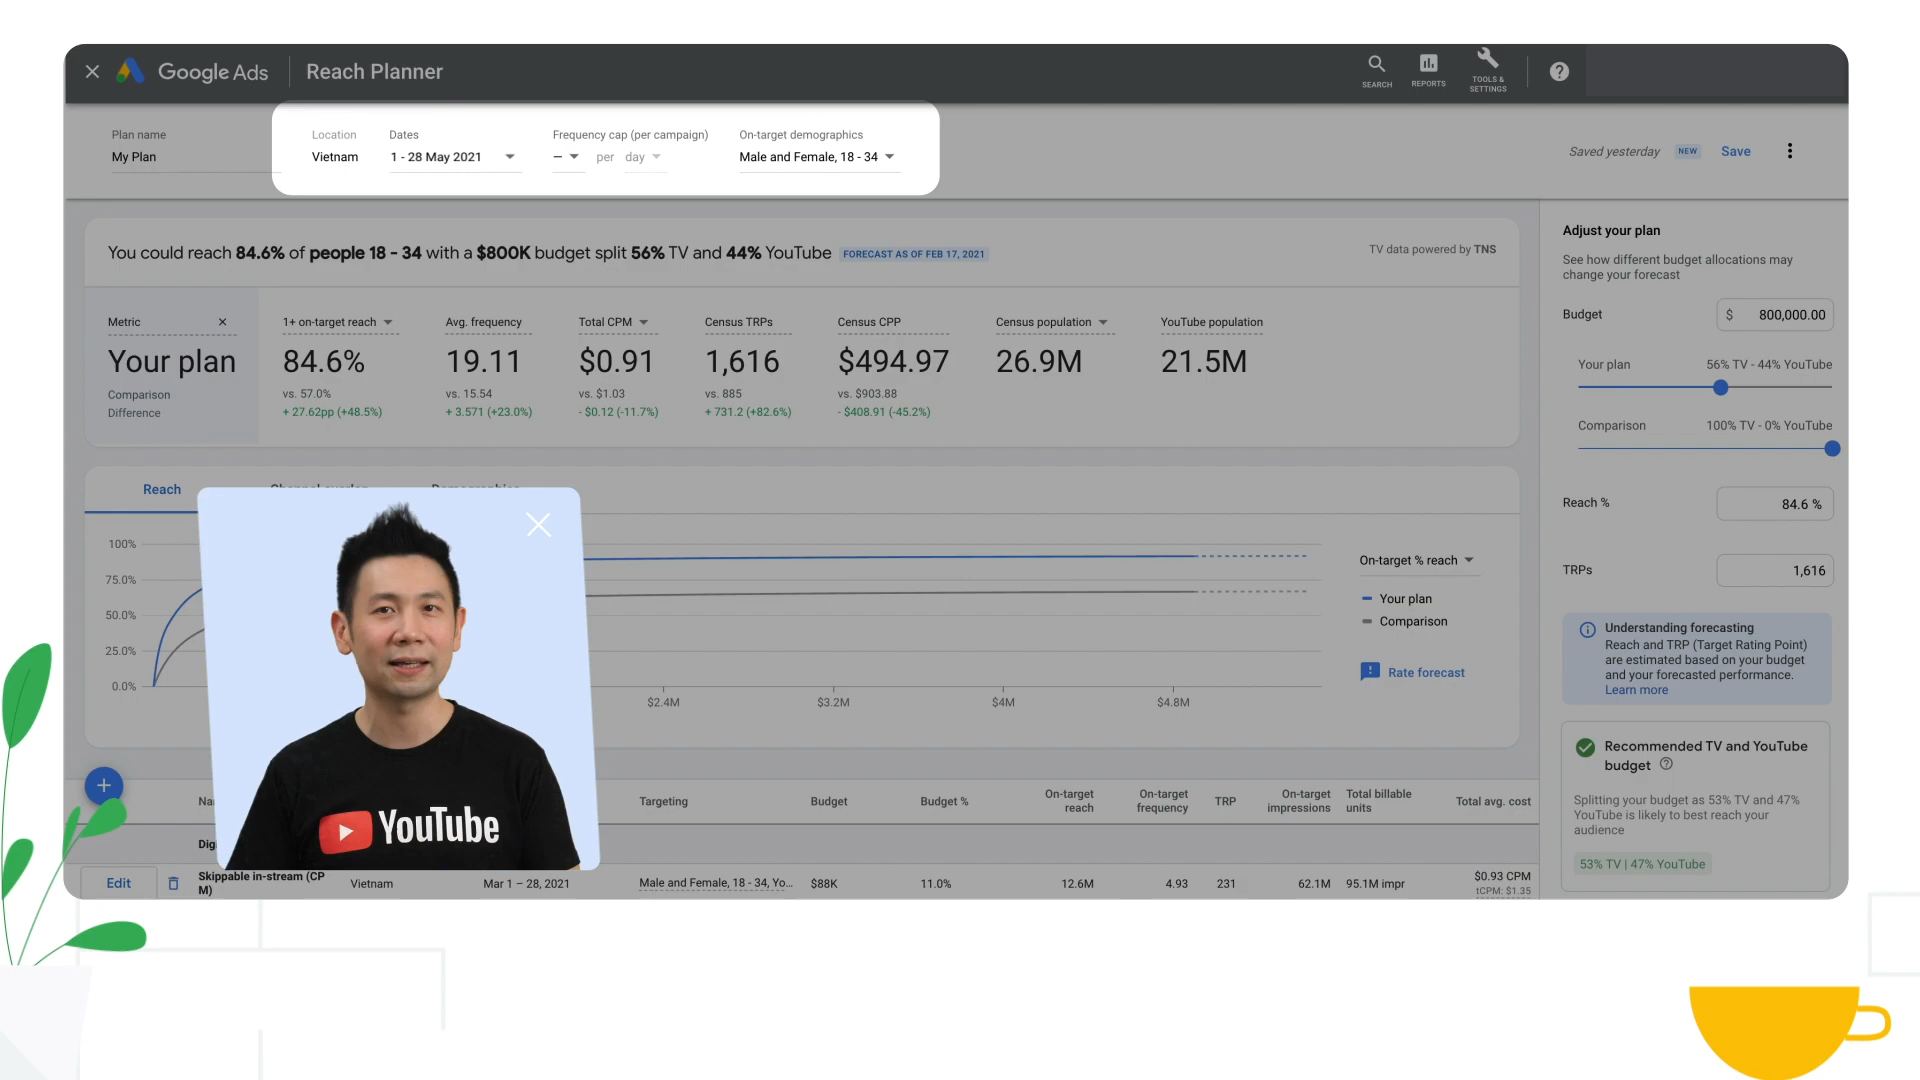 Google Ads
Reach Planner
SEARCH
REPORTS
TOOLS &
SETTINGS
Plan name
My Plan
Location
Vietnam
Dates
1 - 28 May 2021
Frequency cap (per campaign)
– per day
On-target demographics
Male and Female, 18 - 34
Saved yesterday
NEW
Save
You could reach 84.6% of people 18 - 34 with a $800K budget split 56% TV and 44% YouTube
FORECAST AS OF FEB 17, 2021
TV data powered by TNS
Metric
Your plan
Comparison
Difference
1+ on-target reach
84.6%
vs. 57.0%
+ 27.62pp (+48.5%)
Avg. frequency
19.11
vs. 15.54
+ 3.571 (+23.0%)
Total CPM
$0.91
vs. $1.03
- $0.12 (-11.7%)
Census TRPs
1,616
vs. 885
+ 731.2 (+82.6%)
Census CPP
$494.97
vs. $903.88
- $408.91 (-45.2%)
Census population
26.9M
YouTube population
21.5M
Adjust your plan
See how different budget allocations may
change your forecast
Budget
$ 800,000.00
Your plan
56% TV - 44% YouTube
Comparison
100% TV - 0% YouTube
Reach %
84.6 %
TRPs
1,616
Understanding forecasting
Reach and TRP (Target Rating Point)
are estimated based on your budget
and your forecasted performance.
Learn more
Recommended TV and YouTube
budget
Splitting your budget as 53% TV and 47%
YouTube is likely to best reach your
audience
53% TV | 47% YouTube
Reach
100%
75.0%
50.0%
25.0%
0.0%
$2.4M
$3.2M
$4M
$4.8M
On-target % reach
Your plan
Comparison
Rate forecast
YouTube
Targeting
Budget
Budget %
On-target
reach
On-target
frequency
TRP
On-target
impressions
Total billable
units
Total avg. cost
Edit
Skippable in-stream (CP
M)
Vietnam
Mar 1 – 28, 2021
Male and Female, 18 - 34, Yo...
$88K
11.0%
12.6M
4.93
231
62.1M
95.1M impr
$0.93 CPM
tCPM: $1.35